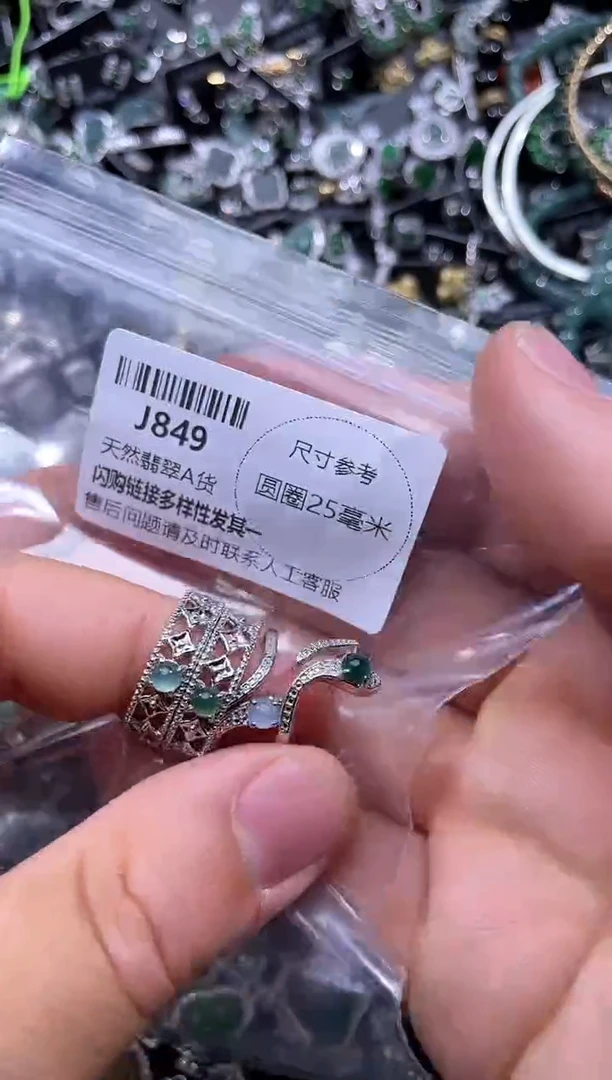 J849
天然翡翠A货
闪购链接多样性发其一
售后问题请及时联系人工客服
尺寸参考
圆圈25毫米